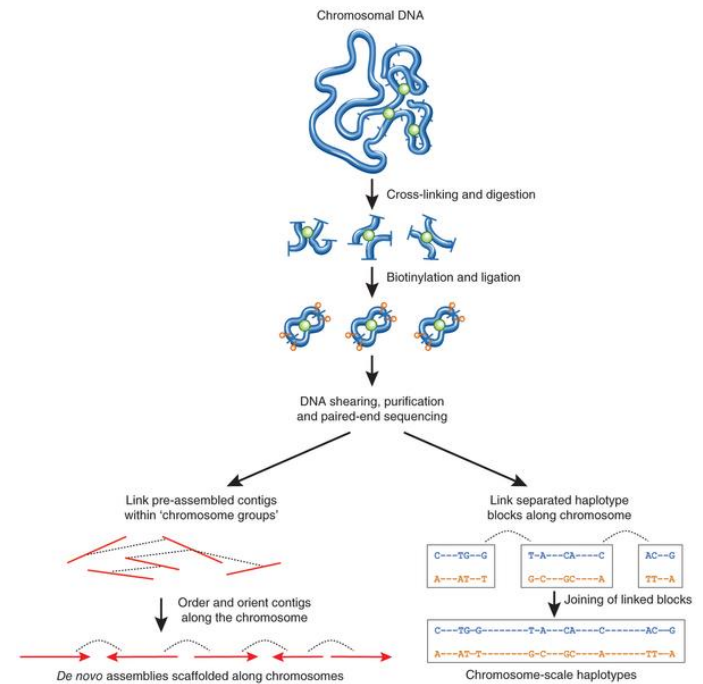 Chromosomal DNA
Cross-linking and digestion
Biotinylation and ligation
DNA shearing, purification
and paired-end sequencing
Link pre-assembled contigs
within ‘chromosome groups’
Order and orient contigs
along the chromosome
De novo assemblies scaffolded along chromosomes
Link separated haplotype
blocks along chromosome
C---TG--G T-A---CA----C AC--G
A---AT--T G-C---GC----A TT--A
Joining of linked blocks
C---TG-G---------T-A---CA----C-----AC--G
A---AT-T---------G-C---GC----A-----TT--A
Chromosome-scale haplotypes